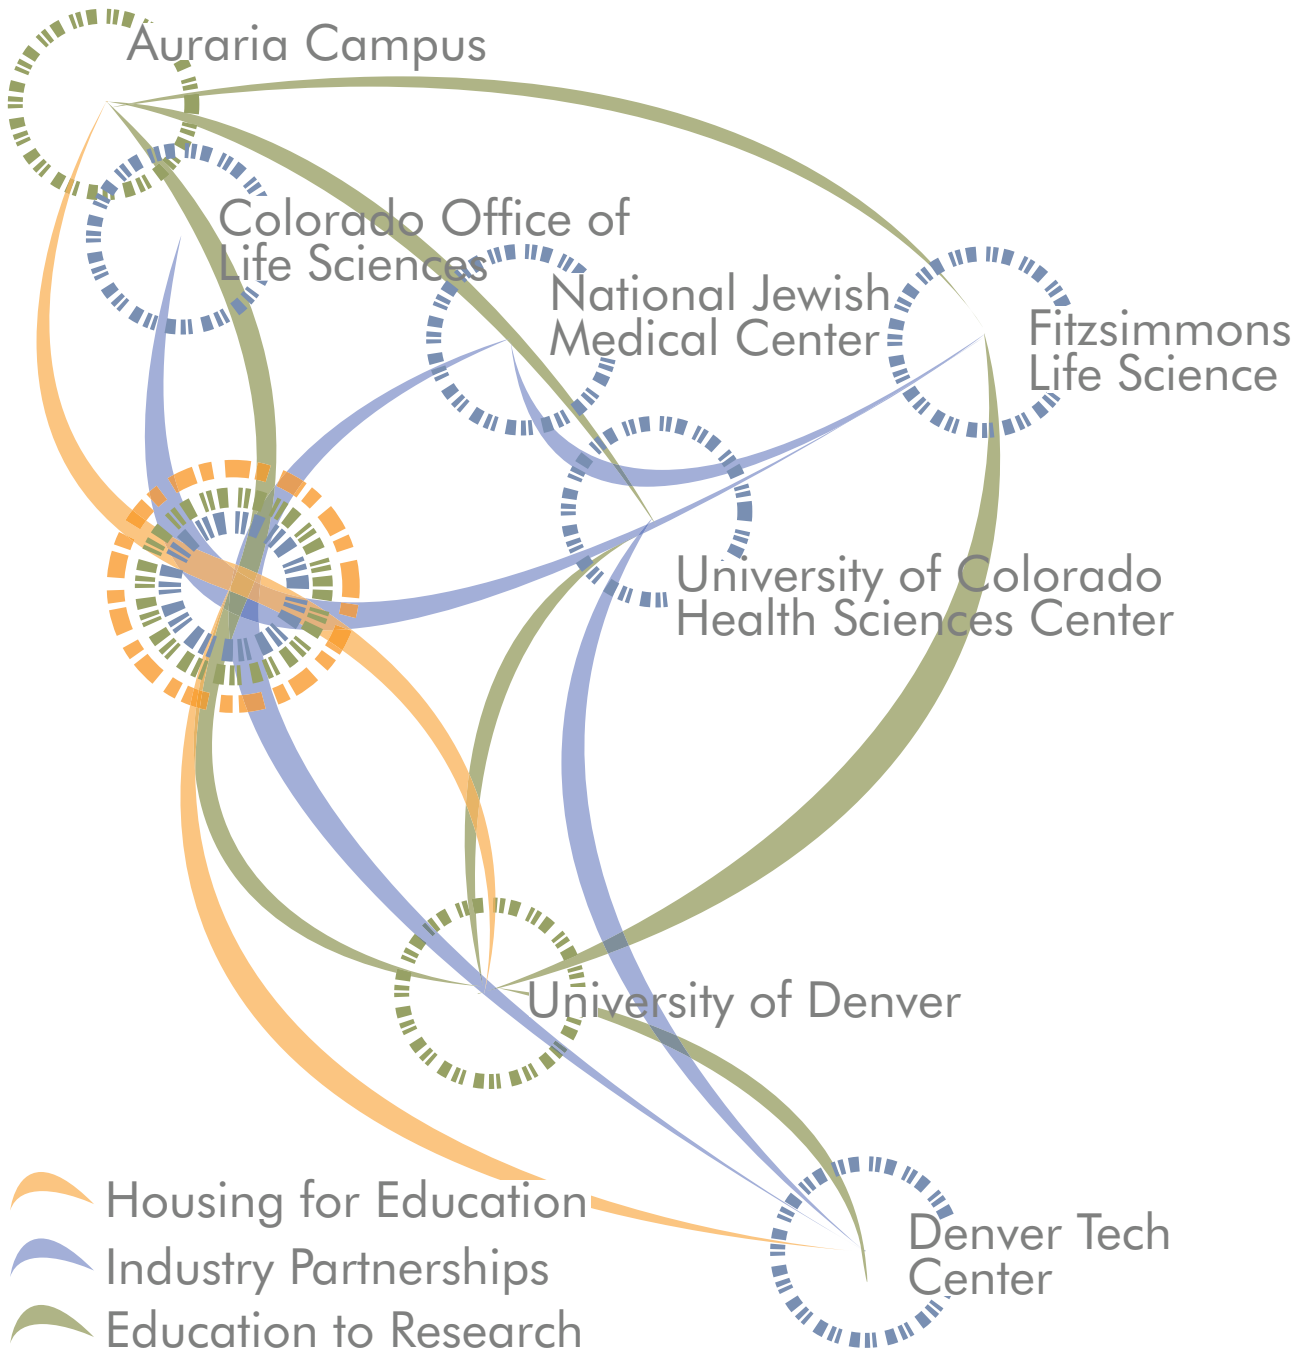 Auraria Campus
Colorado Office of
Life Sciences
National Jewish
Medical Center
Fitzsimmons
Life Science
University of Colorado
Health Sciences Center
University of Denver
Denver Tech
Center
Housing for Education
Industry Partnerships
Education to Research